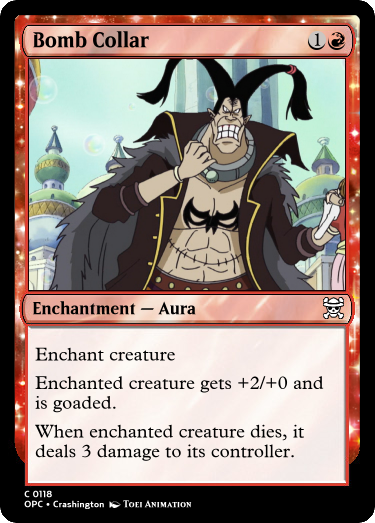 Bomb Collar 1
Enchantment — Aura
Enchant creature
Enchanted creature gets +2/+0 and
is goaded.
When enchanted creature dies, it
deals 3 damage to its controller.
C 0118
OPC • Crashington TOEI ANIMATION